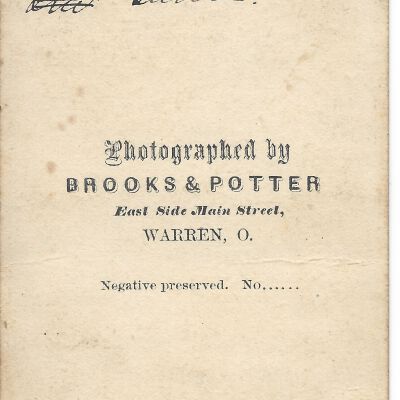 Photographed by
BROOKS & POTTER
East Side Main Street,
WARREN, O.
Negative preserved. No......